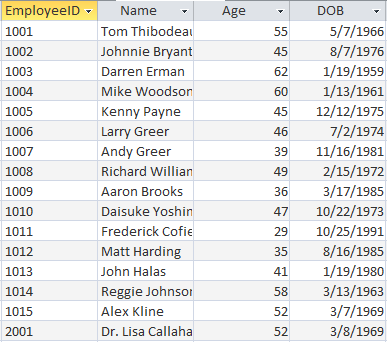 EmployeeID Name Age DOB
1001 Tom Thibodeau 55 5/7/1966
1002 Johnnie Bryant 45 8/7/1976
1003 Darren Erman 62 1/19/1959
1004 Mike Woodson 60 1/13/1961
1005 Kenny Payne 45 12/12/1975
1006 Larry Greer 46 7/2/1974
1007 Andy Greer 39 11/16/1981
1008 Richard William 49 2/15/1972
1009 Aaron Brooks 36 3/17/1985
1010 Daisuke Yoshin 47 10/22/1973
1011 Frederick Cofie 29 10/25/1991
1012 Matt Harding 35 8/16/1985
1013 John Halas 41 1/19/1980
1014 Reggie Johnson 58 3/13/1963
1015 Alex Kline 52 3/7/1969
2001 Dr. Lisa Callaha 52 3/8/1969